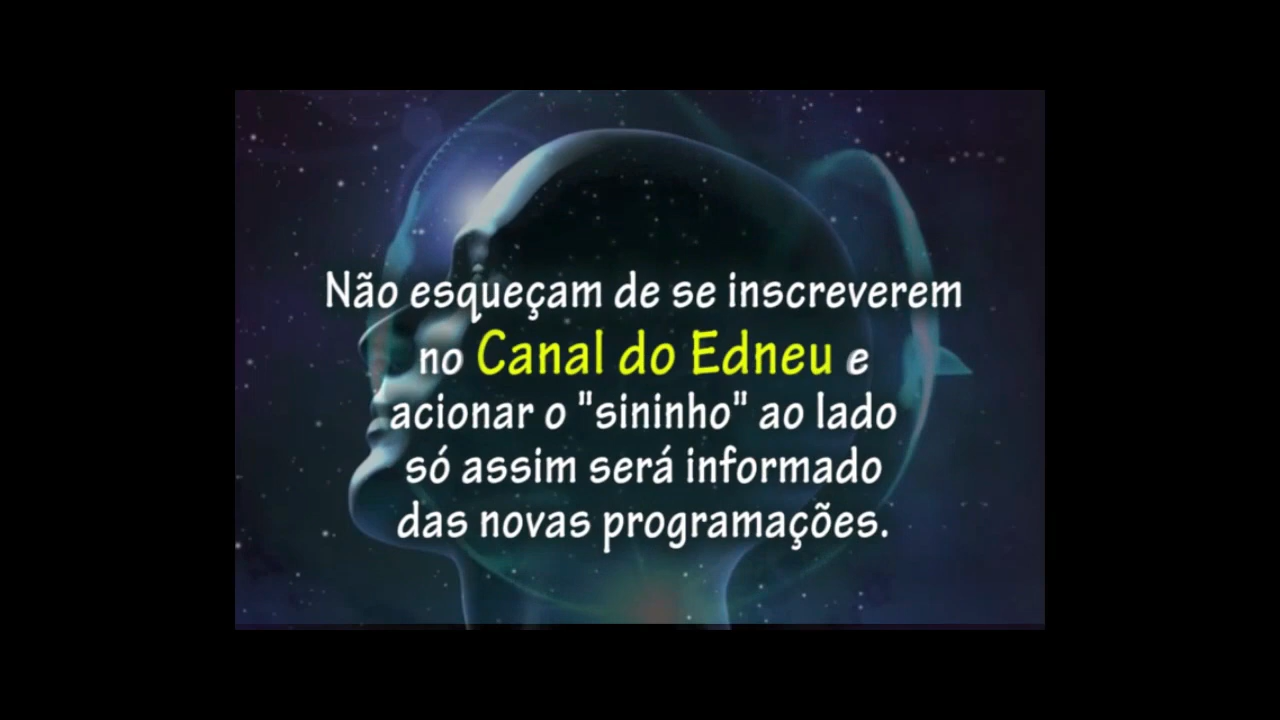 Não esqueçam de se inscreverem
no Canal do Edneu e
acionar o "sininho" ao lado
só assim será informado
das novas programações.